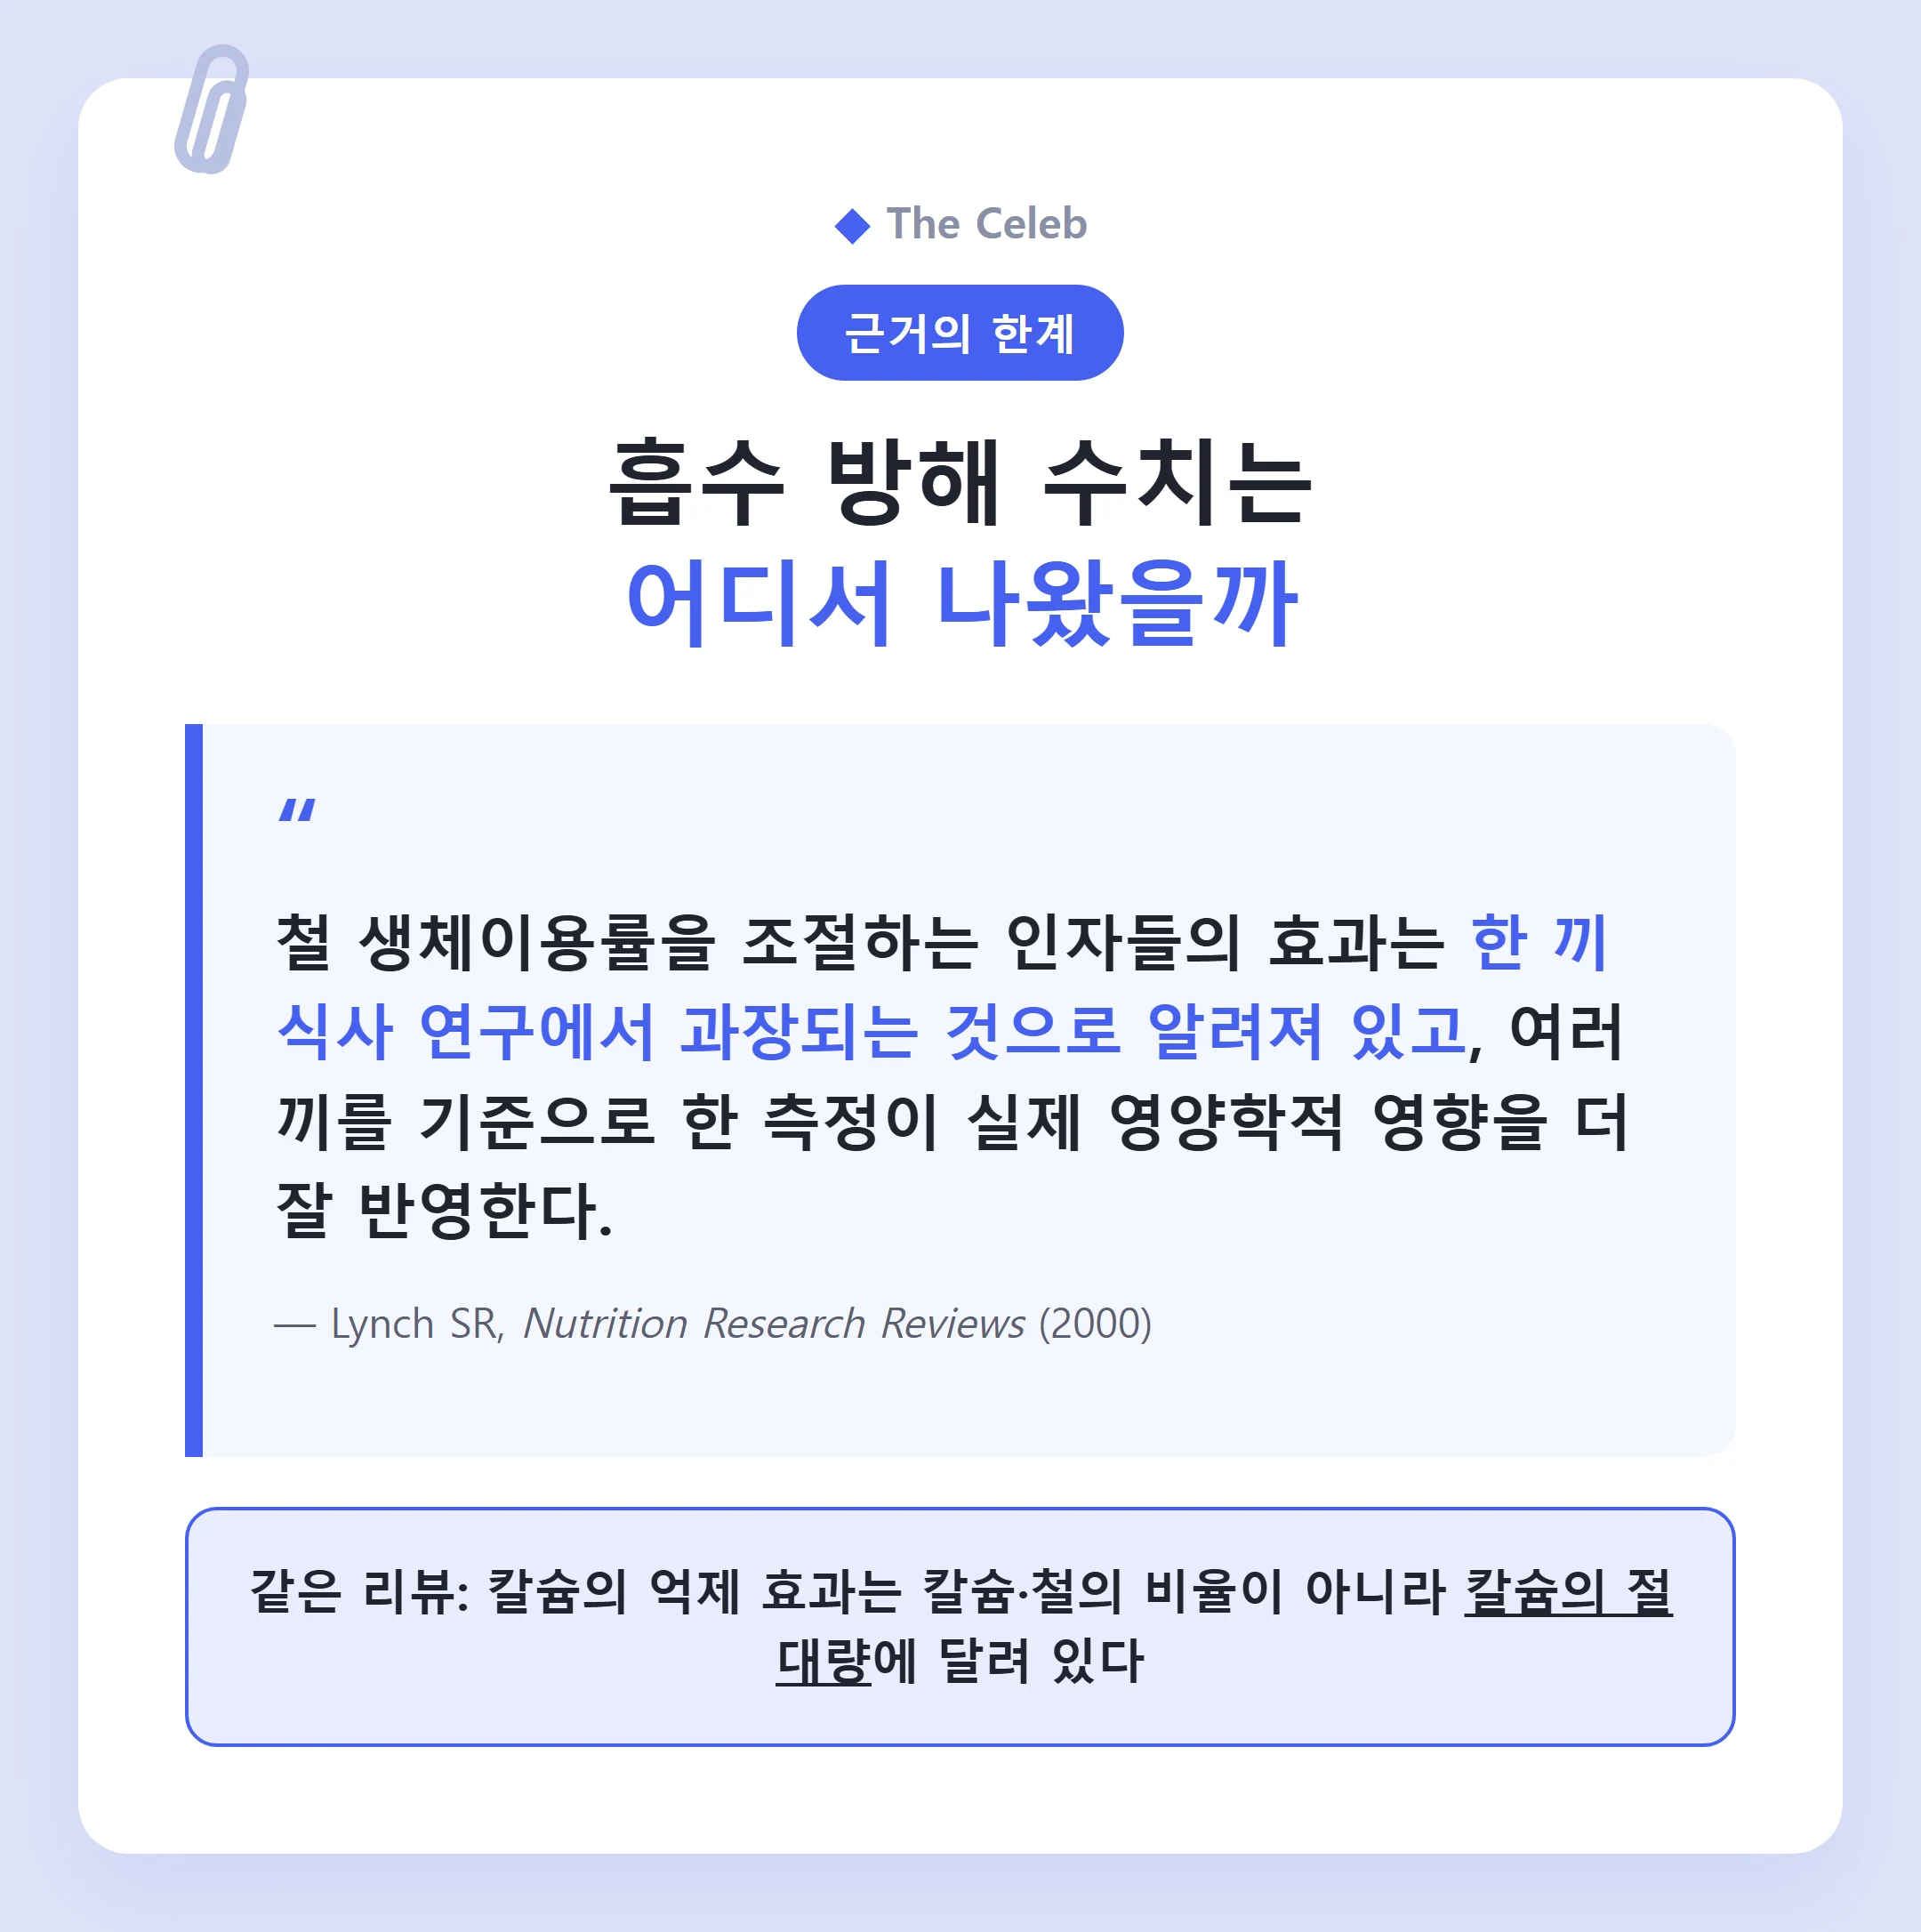 ◆ The Celeb
근거의 한계
흡수 방해 수치는
어디서 나왔을까
“
철 생체이용률을 조절하는 인자들의 효과는 한 끼
식사 연구에서 과장되는 것으로 알려져 있고, 여러
끼를 기준으로 한 측정이 실제 영양학적 영향을 더
잘 반영한다.
— Lynch SR, Nutrition Research Reviews (2000)
같은 리뷰: 칼슘의 억제 효과는 칼슘·철의 비율이 아니라 칼슘의 절
대량에 달려 있다